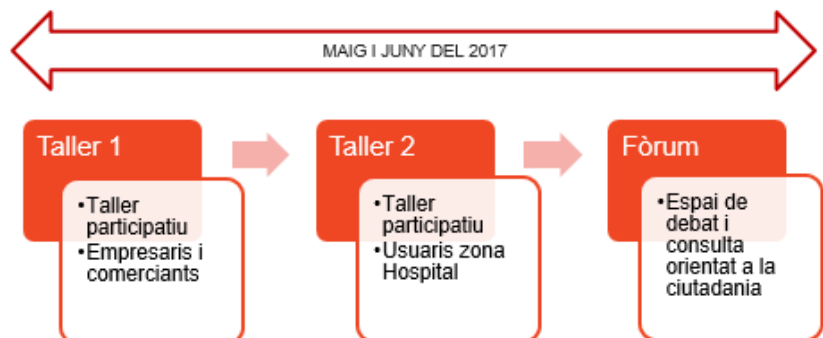 MAIG I JUNY DEL 2017
Taller 1
•Taller
participatiu
•Empresaris i
comerciants
Taller 2
•Taller
participatiu
•Usuaris zona
Hospital
Fòrum
•Espai de
debat i
consulta
orientat a la
ciutadania